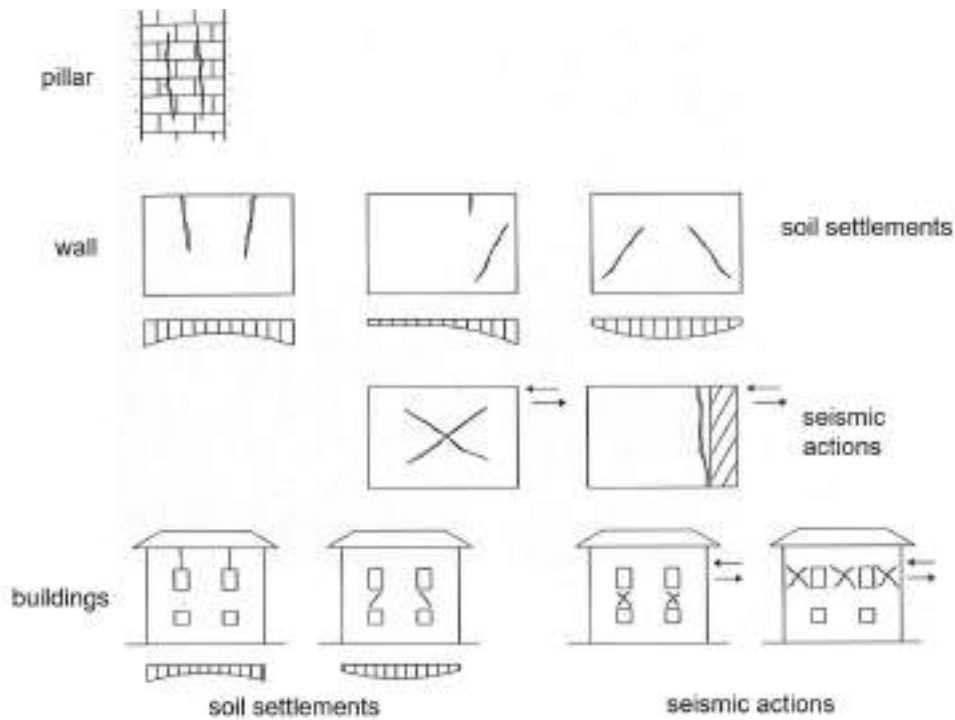 pillar
wall
soil settlements
seismic
actions
buildings
soil settlements
seismic actions